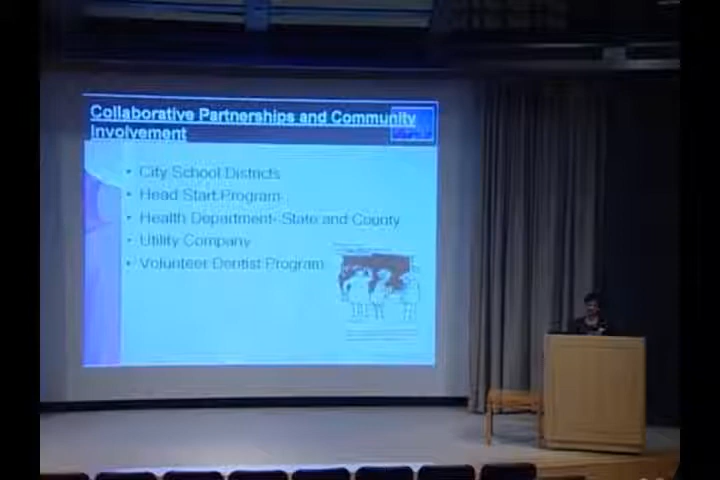 Collaborative Partnerships and Community
Involvement
• City School Districts
• Head Start Program
• Health Department- State and County
• Utility Company
• Volunteer Dentist Program